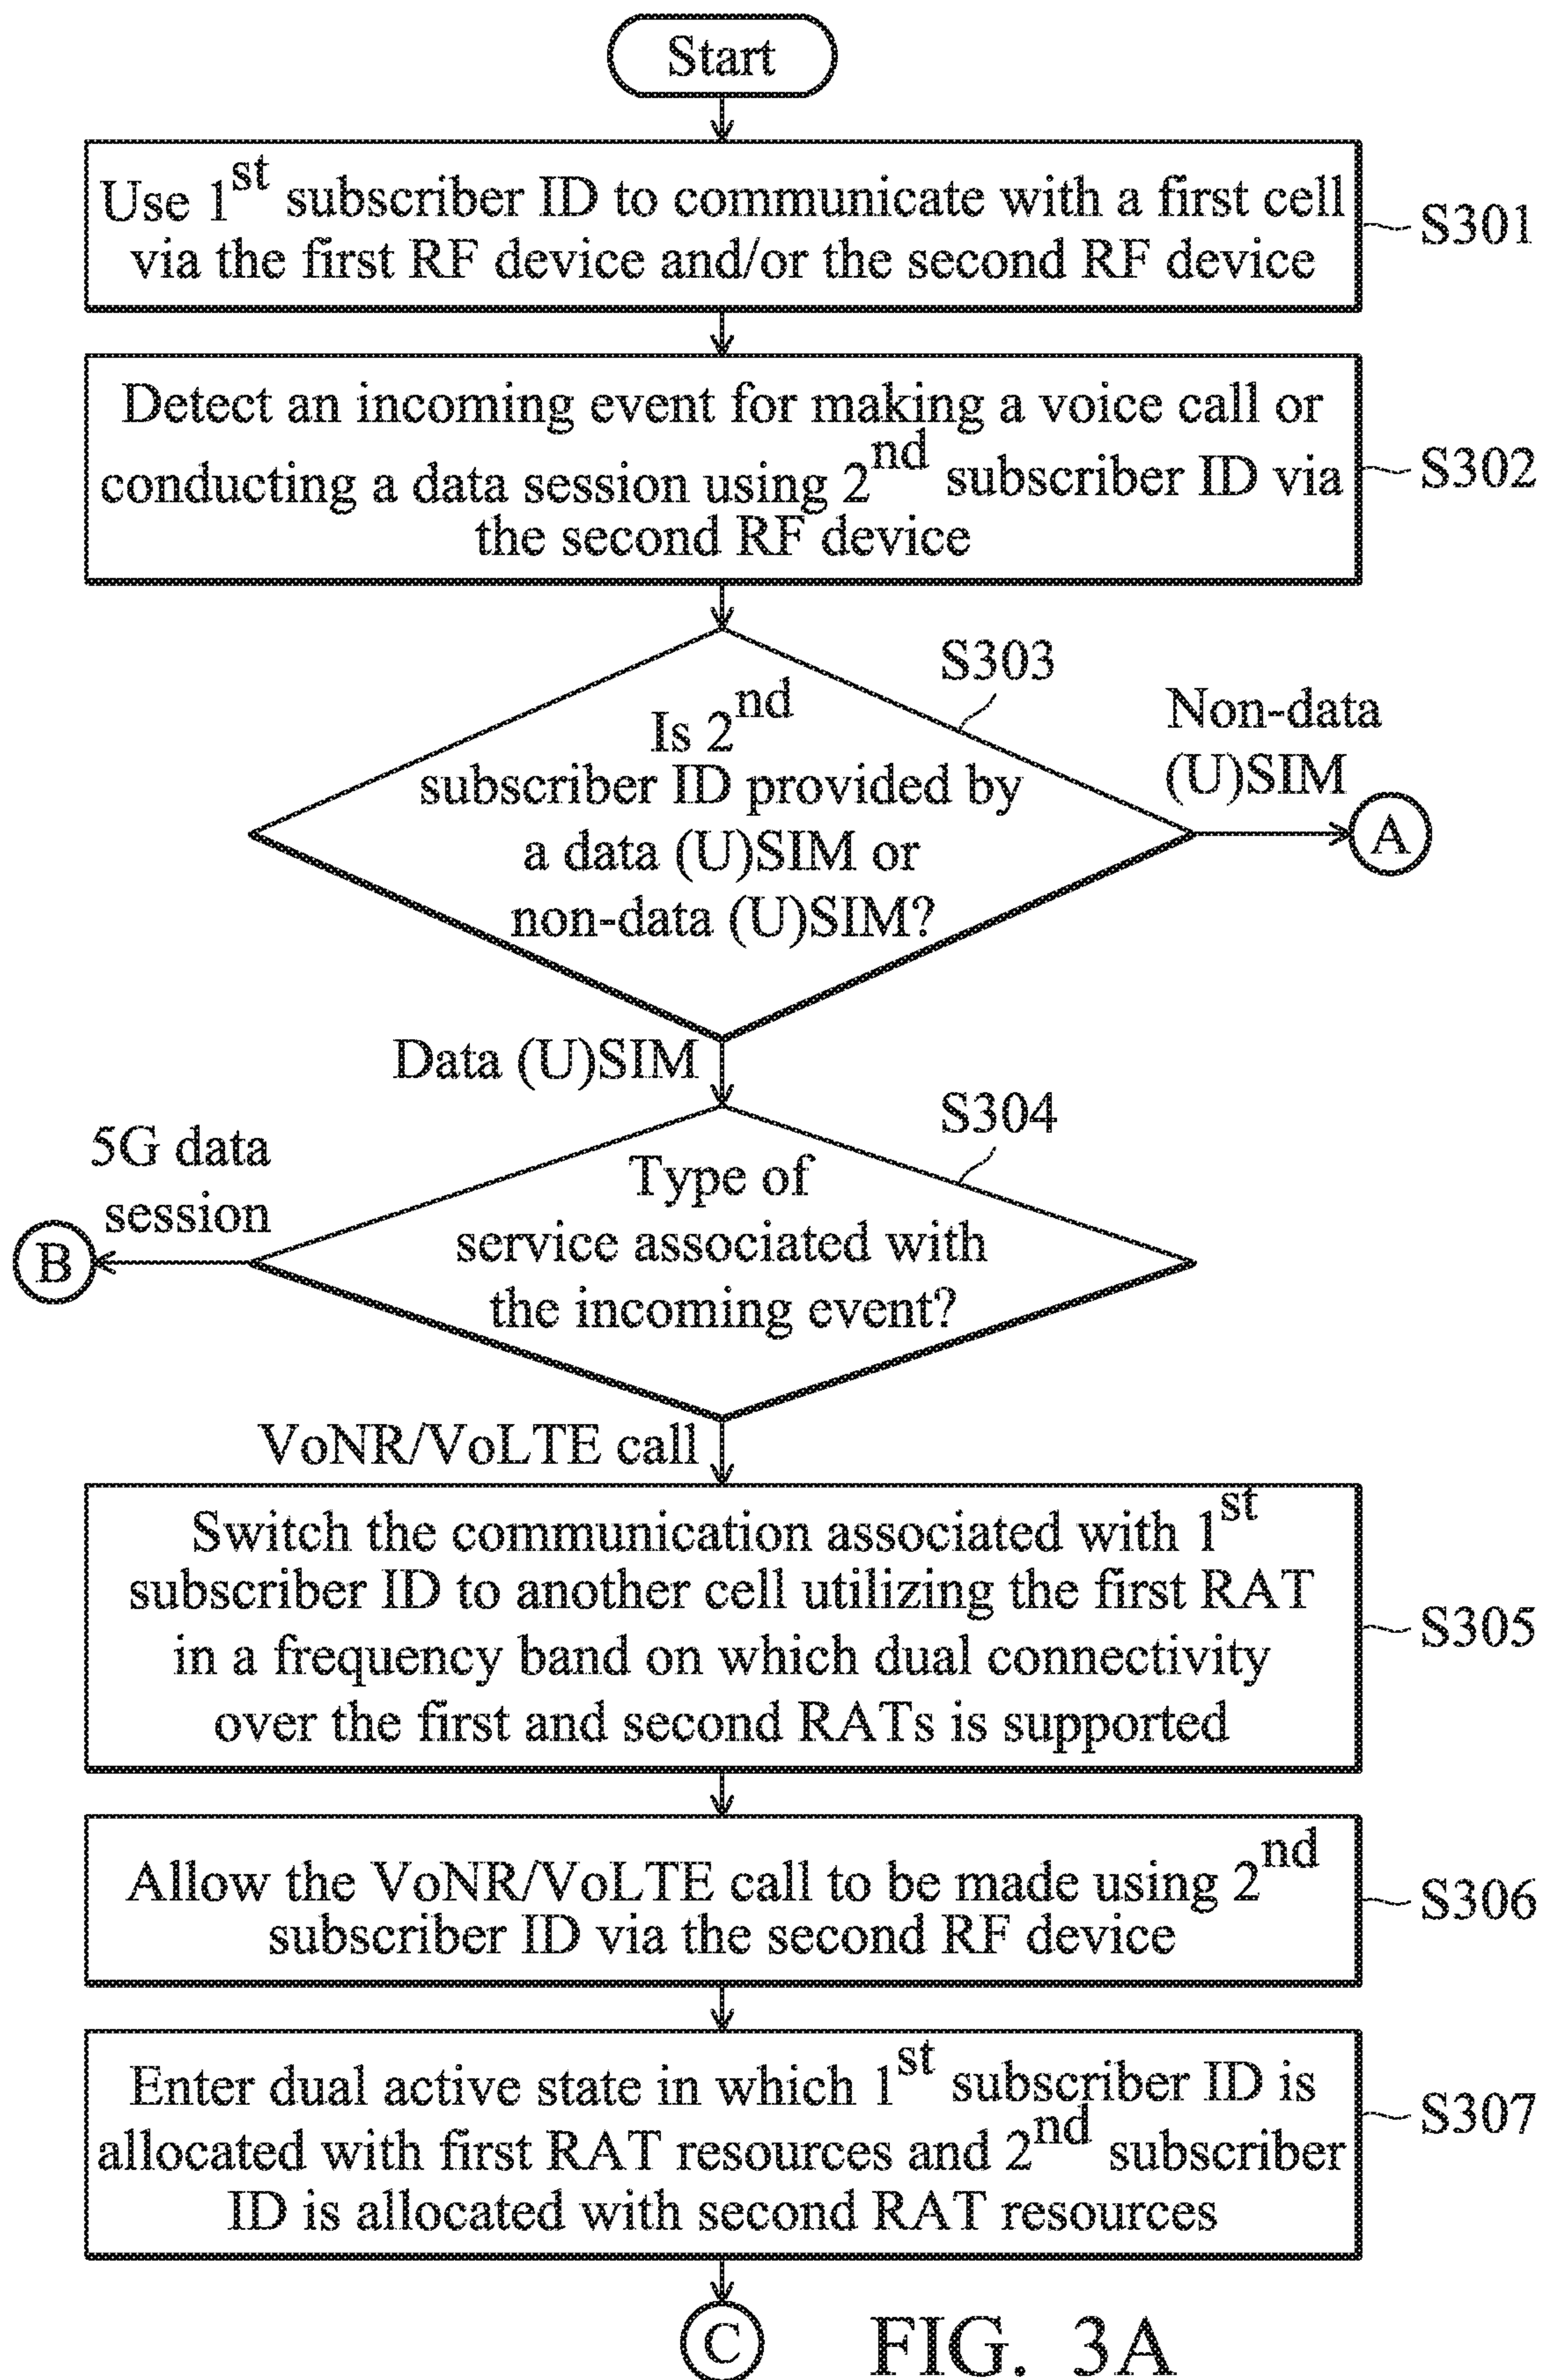 Start
Use 1st subscriber ID to communicate with a first cell
via the first RF device and/or the second RF device
S301
Detect an incoming event for making a voice call or
conducting a data session using 2nd subscriber ID via
the second RF device
S302
S303
Is 2nd
subscriber ID provided by
a data (U)SIM or
non-data (U)SIM?
Non-data
(U)SIM
A
Data (U)SIM
S304
Type of
service associated with
the incoming event?
5G data
session
B
VoNR/VoLTE call
Switch the communication associated with 1st
subscriber ID to another cell utilizing the first RAT
in a frequency band on which dual connectivity
over the first and second RATs is supported
S305
Allow the VoNR/VoLTE call to be made using 2nd
subscriber ID via the second RF device
S306
Enter dual active state in which 1st subscriber ID is
allocated with first RAT resources and 2nd subscriber
ID is allocated with second RAT resources
S307
C
FIG. 3A